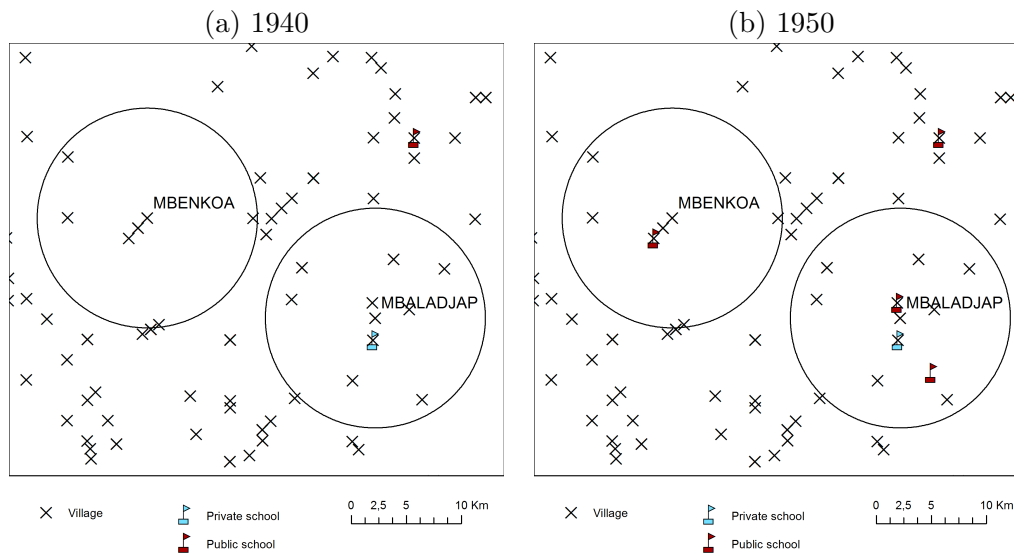 (a) 1940
MBENKOA
MBALADJAP
Village
Private school
Public school
0 2,5 5 10 Km
(b) 1950
MBENKOA
MBALADJAP
Village
Private school
Public school
0 2,5 5 10 Km